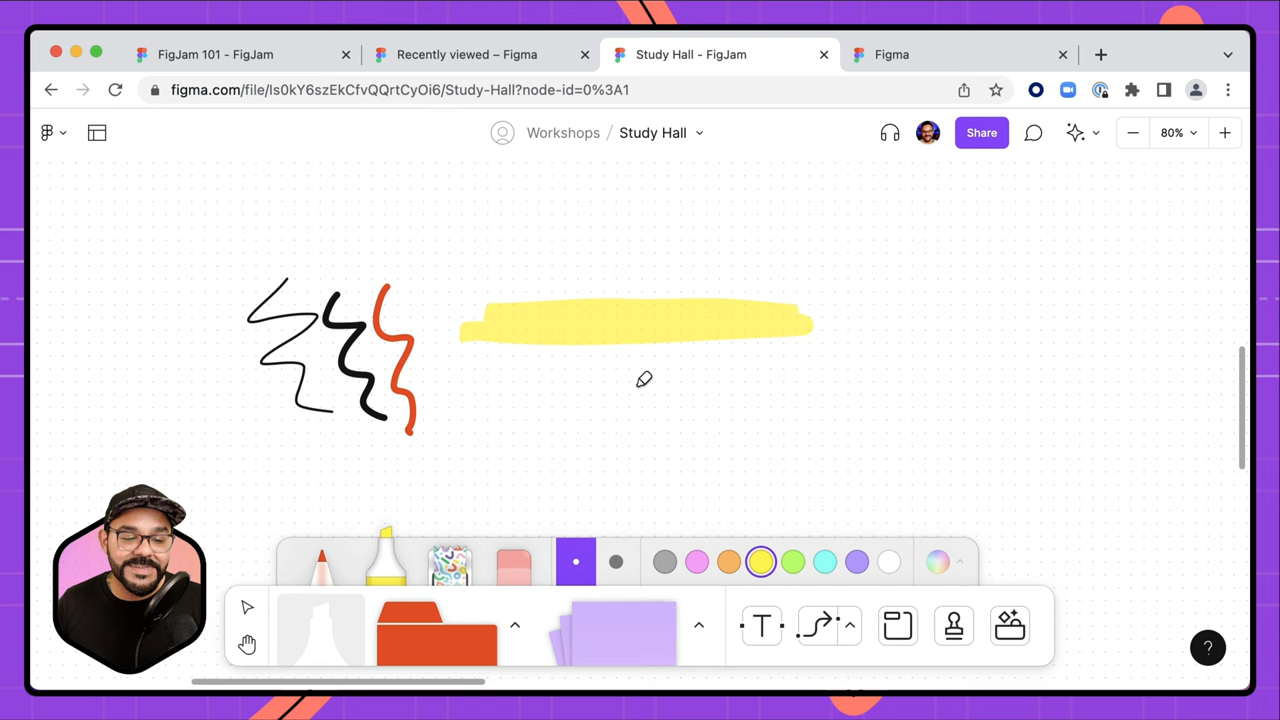 FigJam 101 - FigJam
Recently viewed – Figma
Study Hall - FigJam
Figma
figma.com/file/ls0kY6szEkCfvQQrtCyOi6/Study-Hall?node-id=0%3A1
Workshops / Study Hall
Share
80%
T
?